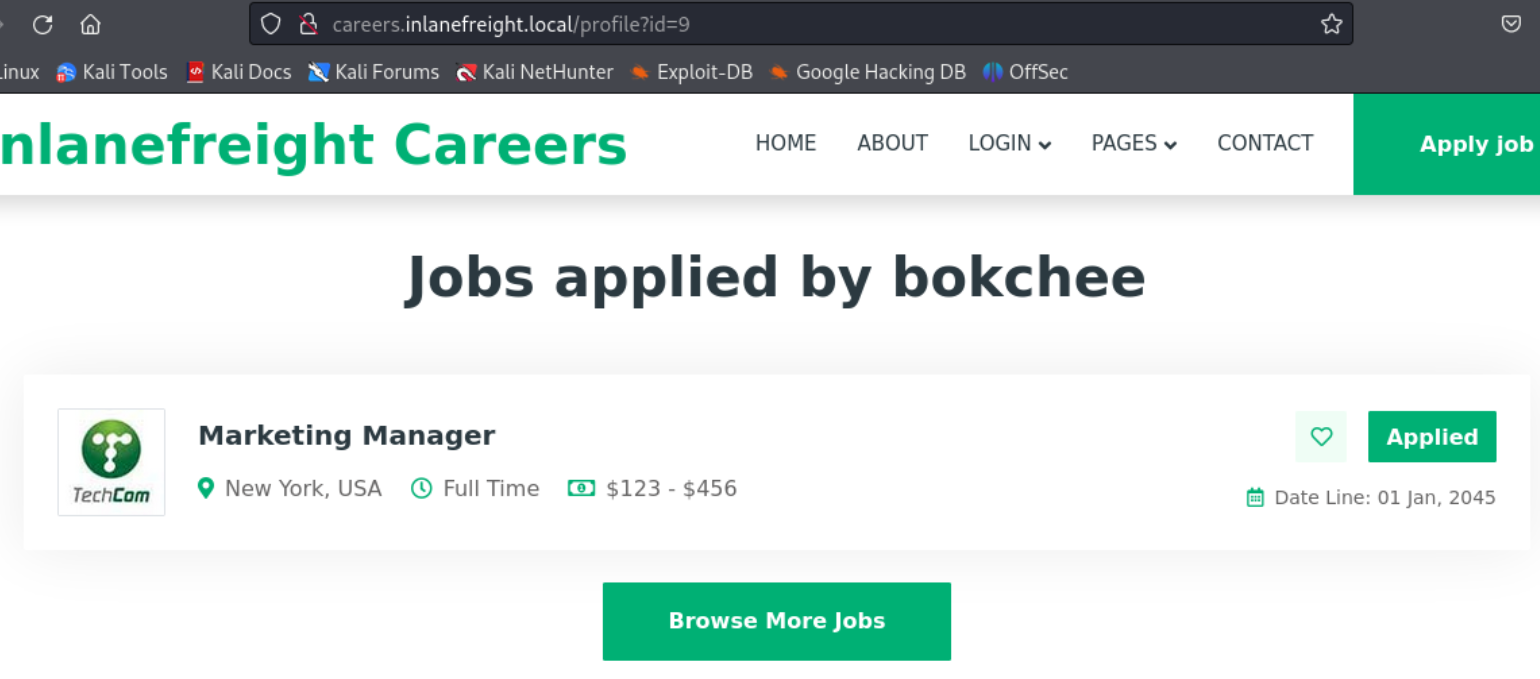 careers.inlanefreight.local/profile?id=9
inux Kali Tools Kali Docs Kali Forums Kali NetHunter Exploit-DB Google Hacking DB OffSec
nlanefreight Careers HOME ABOUT LOGIN PAGES CONTACT Apply job
Jobs applied by bokchee
Marketing Manager
Applied
TechCom
New York, USA Full Time $123 - $456
Date Line: 01 Jan, 2045
Browse More Jobs